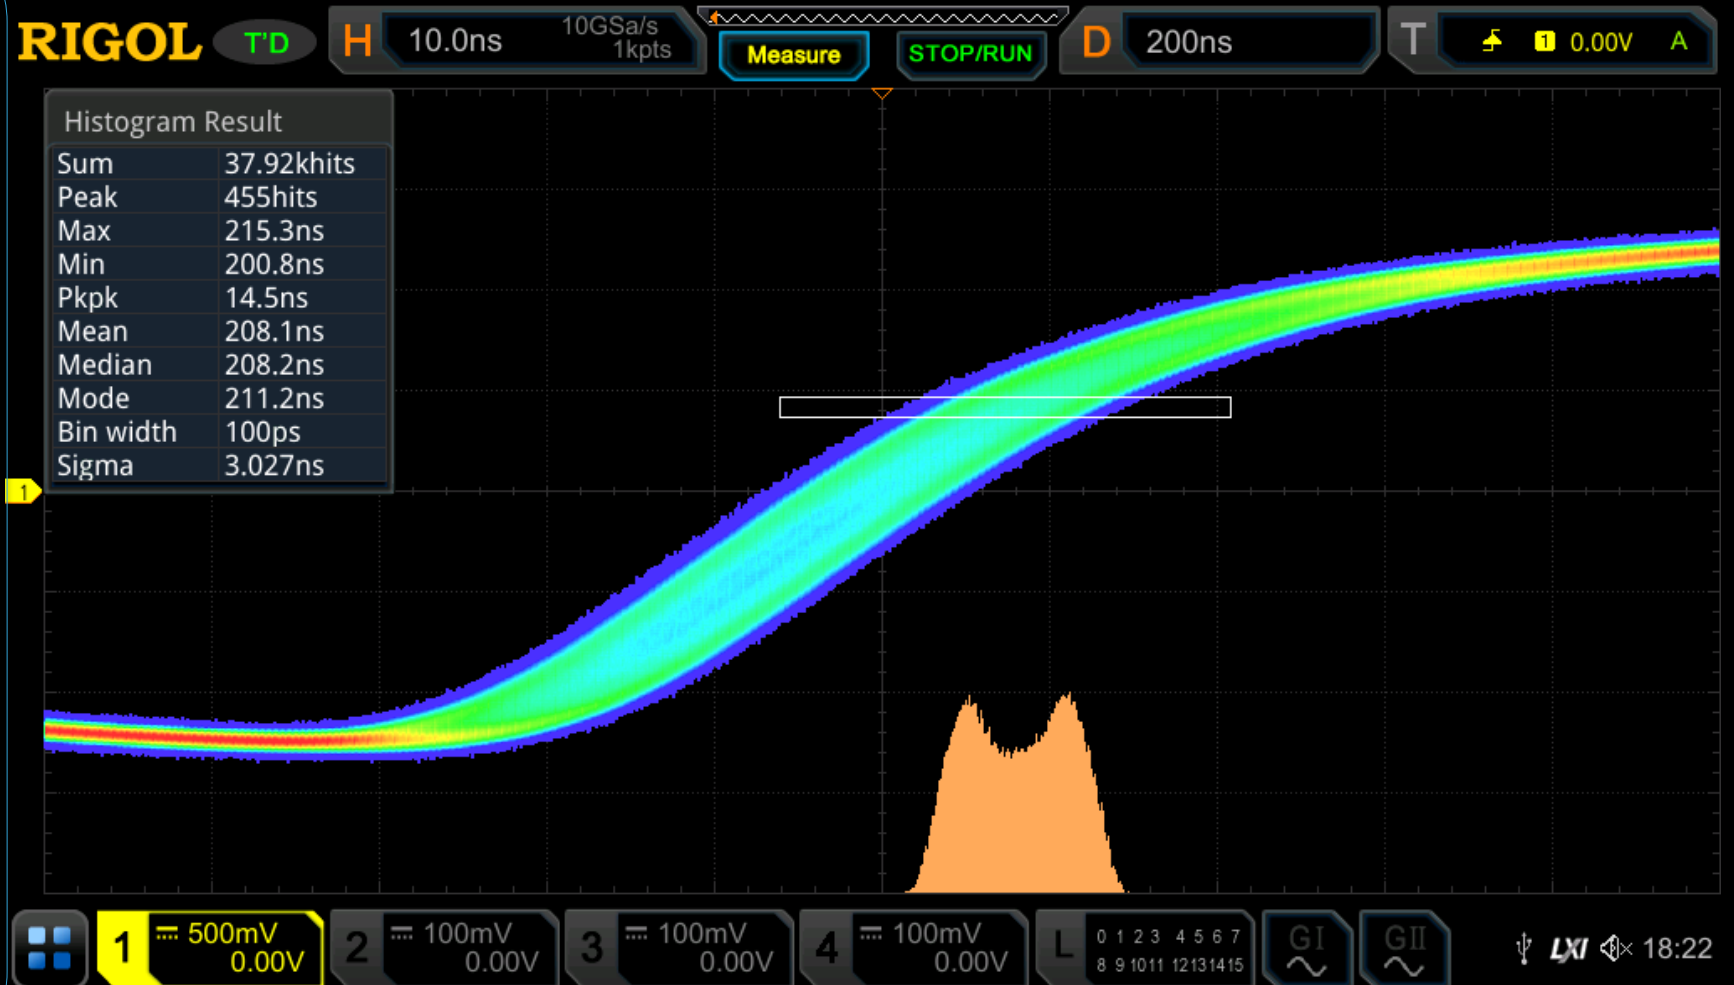 RIGOL T'D H 10.0ns 10GSa/s 1kpts Measure STOP/RUN D 200ns T 1 0.00V A
Histogram Result
Sum 37.92khits
Peak 455hits
Max 215.3ns
Min 200.8ns
Pkpk 14.5ns
Mean 208.1ns
Median 208.2ns
Mode 211.2ns
Bin width 100ps
Sigma 3.027ns
1
1 500mV 0.00V
2 100mV 0.00V
3 100mV 0.00V
4 100mV 0.00V
L 0 1 2 3 4 5 6 7
8 9 10 11 12 13 14 15
GI
GII
LXI 18:22